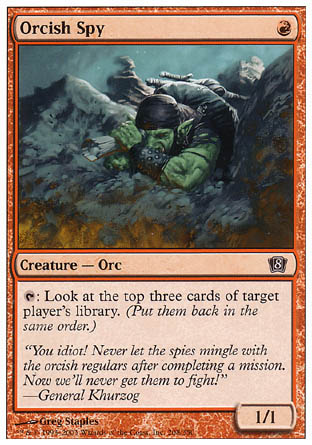 Orcish Spy
Creature — Orc
8
: Look at the top three cards of target
player's library. (Put them back in
the same order.)
"You idiot! Never let the spies mingle with
the orcish regulars after completing a mission.
Now we'll never get them to fight!"
—General Khurzog
Greg Staples
1/1